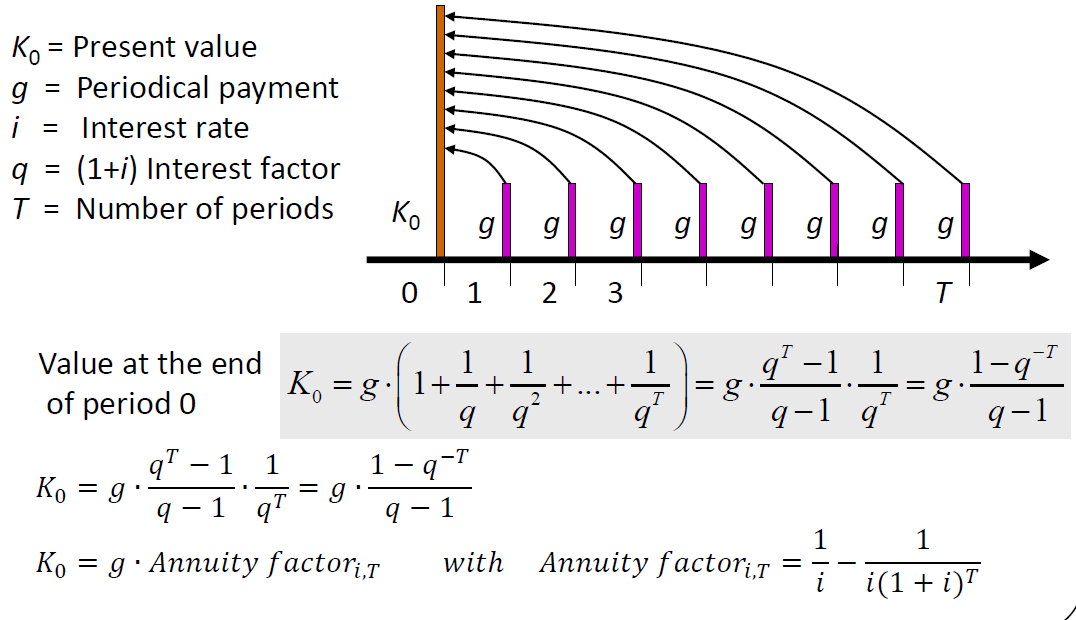 K₀ = Present value
g = Periodical payment
i = Interest rate
q = (1+i) Interest factor
T = Number of periods
K₀ g g g g g g g g
0 1 2 3 T
Value at the end
of period 0
K₀ = g · (1 + 1/q + 1/q² + ... + 1/q^T) = g · (q^T − 1)/(q − 1) · 1/q^T = g · (1 − q^−T)/(q − 1)
K₀ = g · (q^T − 1)/(q − 1) · 1/q^T = g · (1 − q^−T)/(q − 1)
K₀ = g · Annuity factor_i,T with Annuity factor_i,T = 1/i − 1/(i(1 + i)^T)